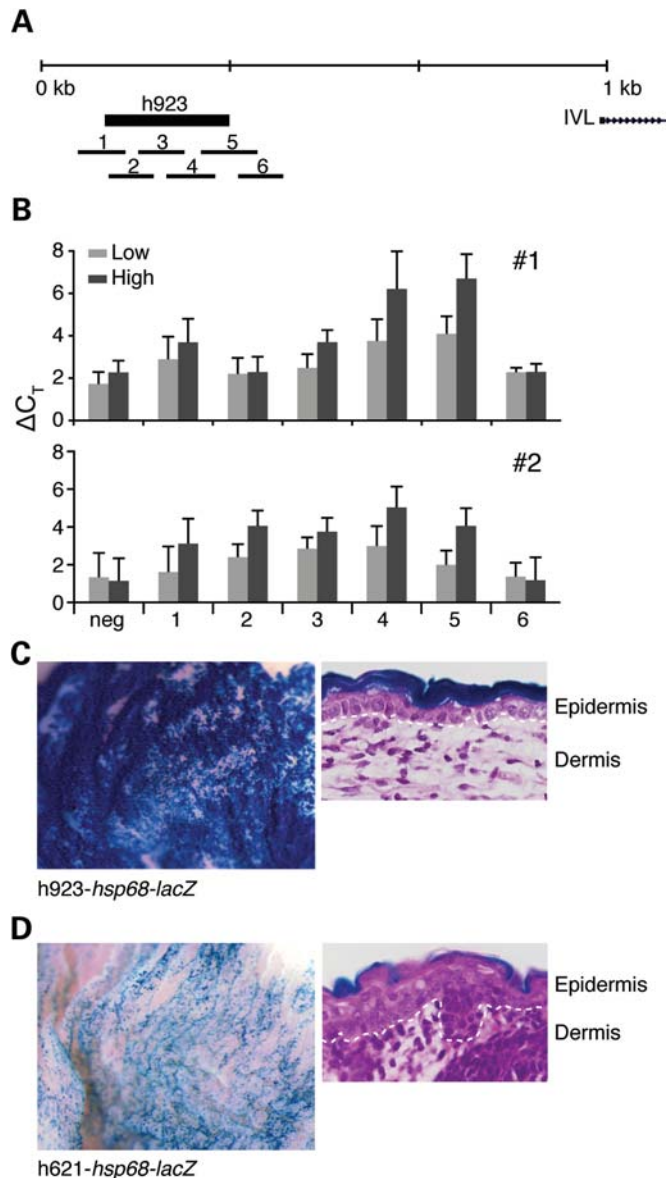 A
0 kb
1 kb
h923
IVL
1
3
5
2
4
6
B
8
6
4
2
0
Low
High
#1
ΔC_T
8
6
4
2
0
#2
neg 1 2 3 4 5 6
C
Epidermis
Dermis
h923-hsp68-lacZ
D
Epidermis
Dermis
h621-hsp68-lacZ